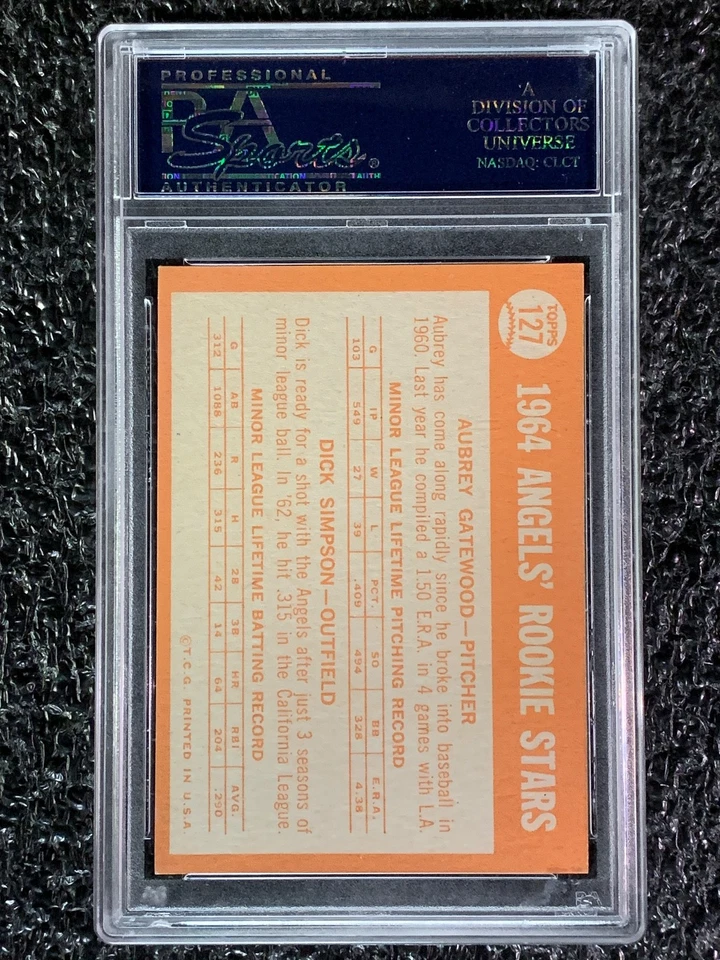 PROFESSIONAL
PSA
Sports®
AUTHENTICATOR
A
DIVISION OF
COLLECTORS
UNIVERSE
NASDAQ: CLCT
TOPPS
127
1964 ANGELS' ROOKIE STARS
AUBREY GATEWOOD—PITCHER
Aubrey has come along rapidly since he broke into baseball in
1960. Last year he compiled a 1.50 E.R.A. in 4 games with L.A.
MINOR LEAGUE LIFETIME PITCHING RECORD
G IP W L PCT. SO BB E.R.A.
103 549 27 39 .409 494 328 4.38
DICK SIMPSON—OUTFIELD
Dick is ready for a shot with the Angels after just 3 seasons of
minor league ball. In '62, he hit .315 in the California League.
MINOR LEAGUE LIFETIME BATTING RECORD
G AB R H 2B 3B HR RBI AVG.
312 1088 236 315 42 14 64 204 .290
©T.C.G. PRINTED IN U.S.A.